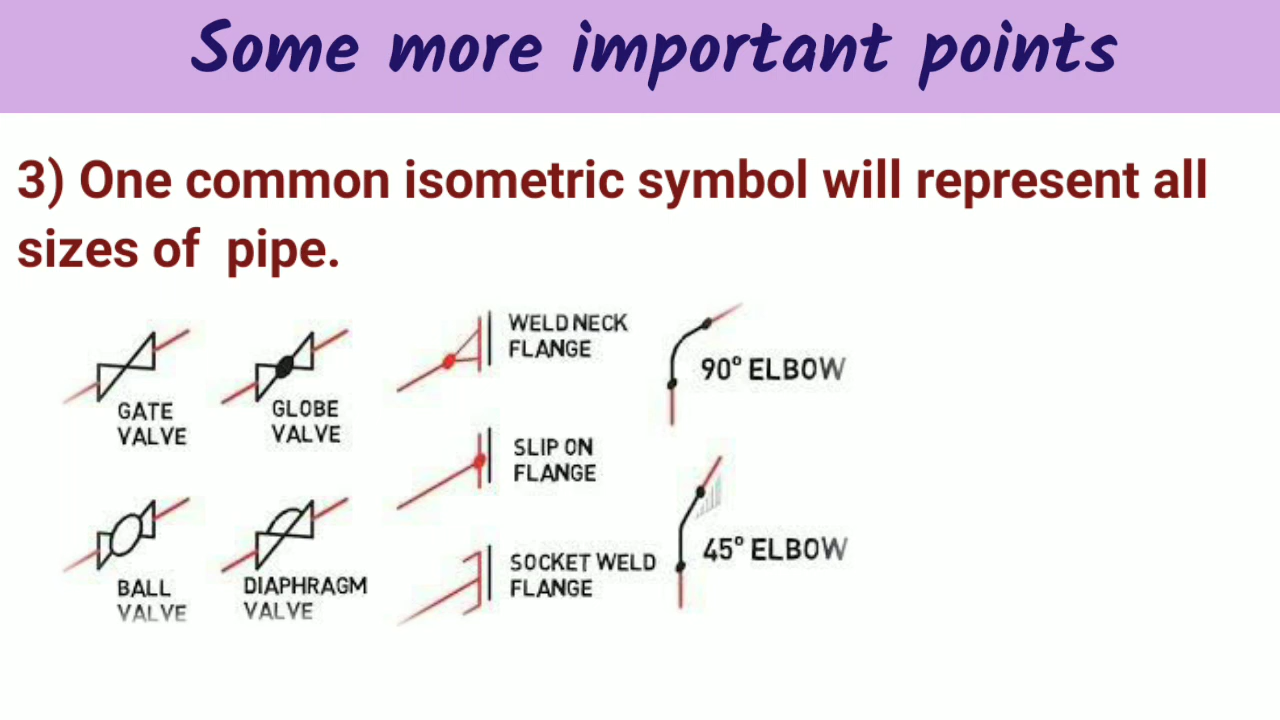 Some more important points
3) One common isometric symbol will represent all
sizes of pipe.
GATE
VALVE
GLOBE
VALVE
WELD NECK
FLANGE
90° ELBOW
SLIP ON
FLANGE
BALL
VALVE
DIAPHRAGM
VALVE
SOCKET WELD
FLANGE
45° ELBOW